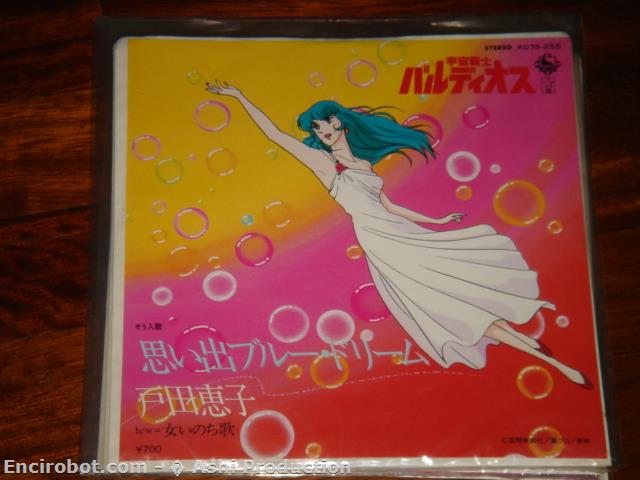 STEREO K07S-255
宇宙戦士
バルディオス
そう入歌
思い出ブルー・ドリーム
戸田恵子
b/w= 女いのち歌
¥700
Encirobot.com - � Ashi Production